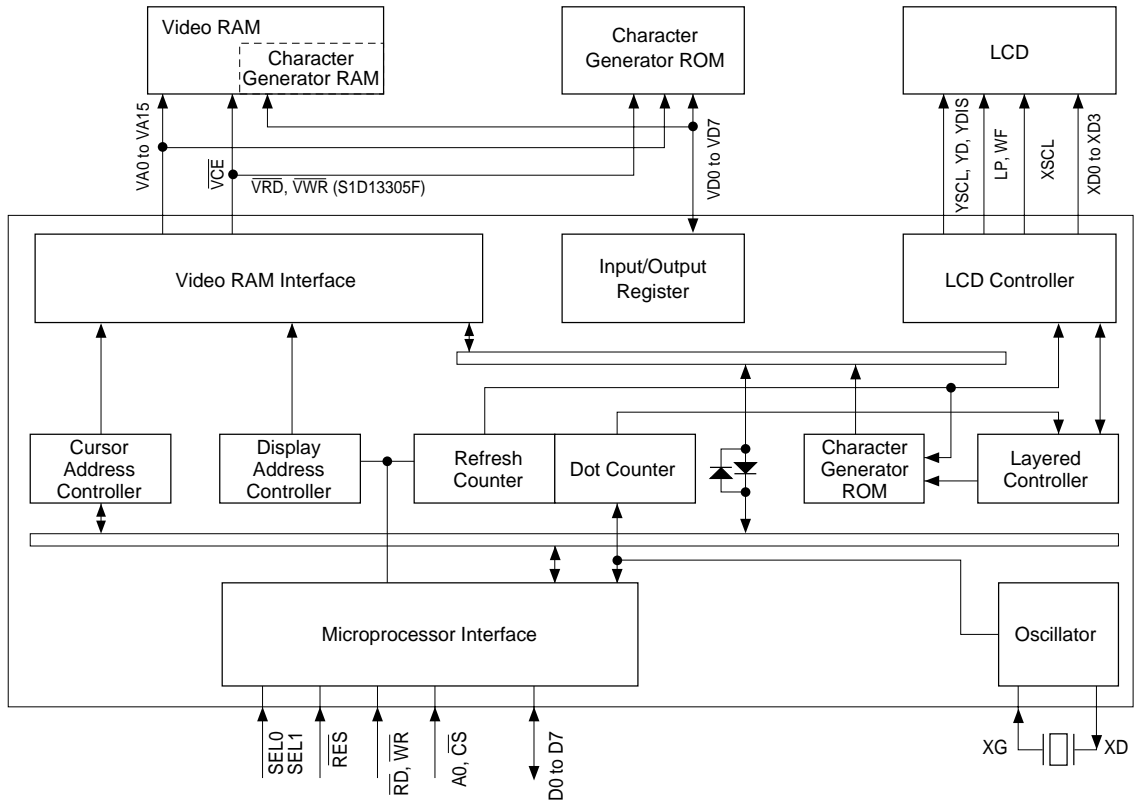 Video RAM
Character
Generator RAM
Character
Generator ROM
LCD
VA0 to VA15
VCE
VRD, VWR (S1D13305F)
VD0 to VD7
YSCL, YD, YDIS
LP, WF
XSCL
XD0 to XD3
Video RAM Interface
Input/Output
Register
LCD Controller
Cursor
Address
Controller
Display
Address
Controller
Refresh
Counter
Dot Counter
Character
Generator
ROM
Layered
Controller
Microprocessor Interface
Oscillator
SEL0
SEL1
RES
RD, WR
A0, CS
D0 to D7
XG
XD